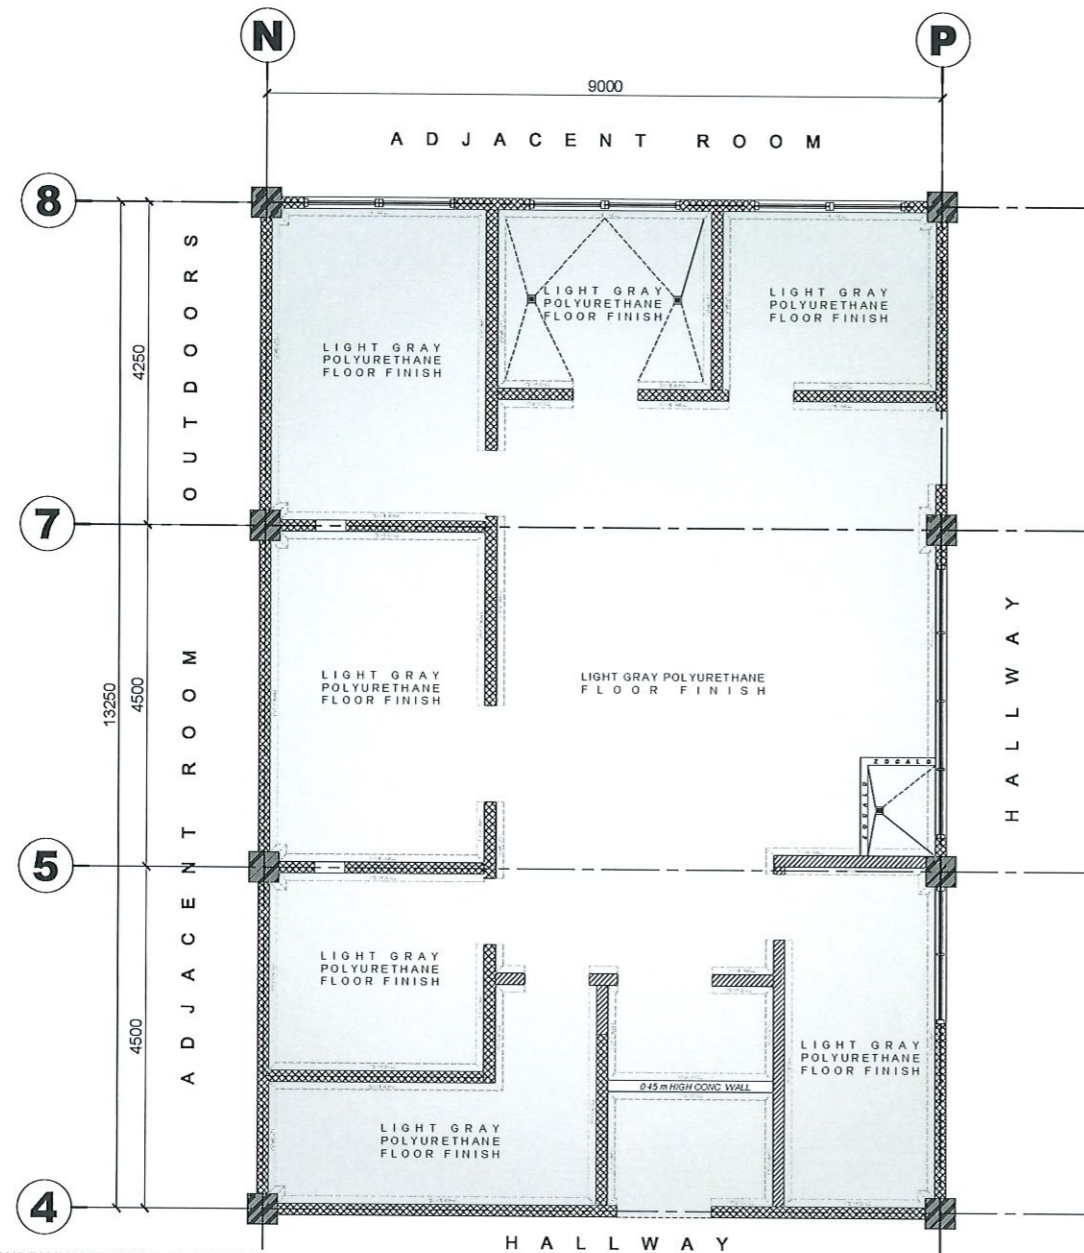 N
P
9000
ADJACENT ROOM
8
OUTDOORS
4250
LIGHT GRAY
POLYURETHANE
FLOOR FINISH
LIGHT GRAY
POLYURETHANE
FLOOR FINISH
LIGHT GRAY
POLYURETHANE
FLOOR FINISH
7
13250
4500
ADJACENT ROOM
LIGHT GRAY
POLYURETHANE
FLOOR FINISH
LIGHT GRAY POLYURETHANE
FLOOR FINISH
HALLWAY
ZOCALO
ZOCALO
5
4500
LIGHT GRAY
POLYURETHANE
FLOOR FINISH
LIGHT GRAY
POLYURETHANE
FLOOR FINISH
0.45 m HIGH CONC. WALL
LIGHT GRAY
POLYURETHANE
FLOOR FINISH
4
HALLWAY